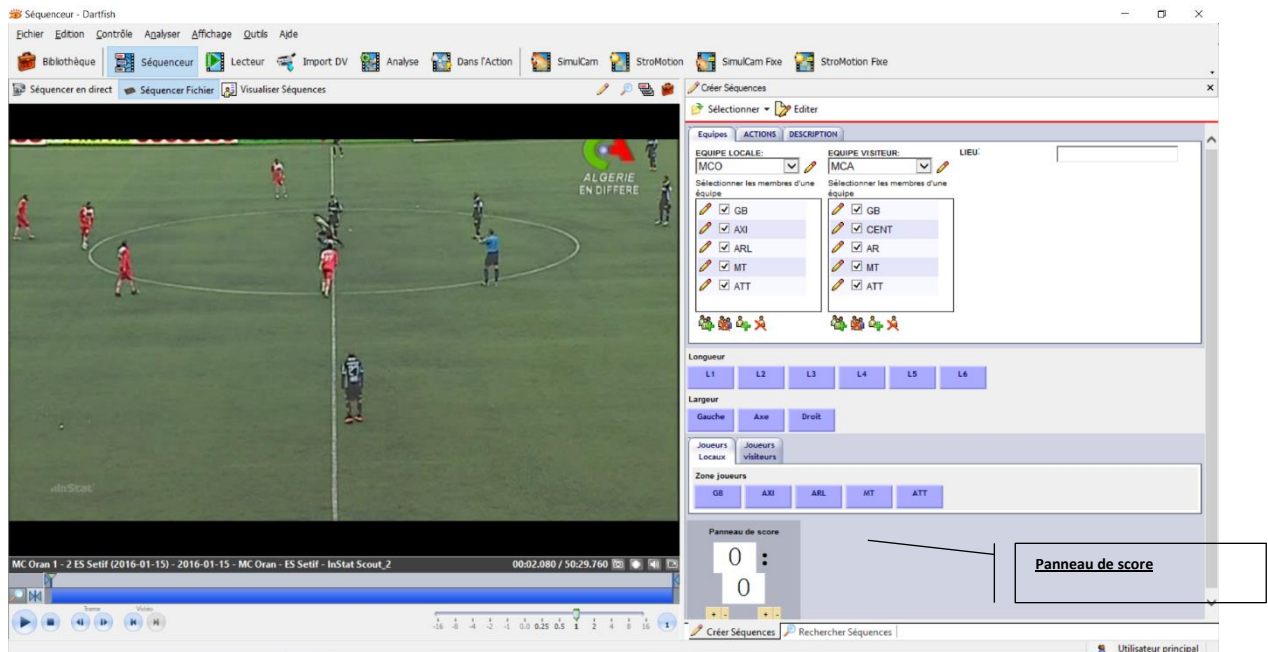 Séquenceur - Dartfish
Fichier Edition Contrôle Analyser Affichage Outils Aide
Bibliothèque Séquenceur Lecteur Import DV Analyse Dans l'Action SimulCam StroMotion SimulCam Fixe StroMotion Fixe
Séquencer en direct Séquencer Fichier Visualiser Séquences
Créer Séquences
Sélectionner Editer
Equipes ACTIONS DESCRIPTION
EQUIPE LOCALE: EQUIPE VISITEUR: LIEU:
MCO MCA
Sélectionner les membres d'une équipe
Sélectionner les membres d'une équipe
GB GB
AXI CENT
ARL AR
MT MT
ATT ATT
ALGERIE
EN DIFFERE
27
InStat
Longueur
L1 L2 L3 L4 L5 L6
Largeur
Gauche Axe Droit
Joueurs Locaux Joueurs visiteurs
Zone joueurs
GB AXI ARL MT ATT
Panneau de score
0 :
0
+ - + -
Panneau de score
MC Oran 1 - 2 ES Setif (2016-01-15) - 2016-01-15 - MC Oran - ES Setif - InStat Scout_2 00:02.080 / 50:29.760
Trame Vidéo
-16 -8 -4 -2 -1 0.0 0.25 0.5 1 2 4 8 16 1
Créer Séquences Rechercher Séquences
Utilisateur principal